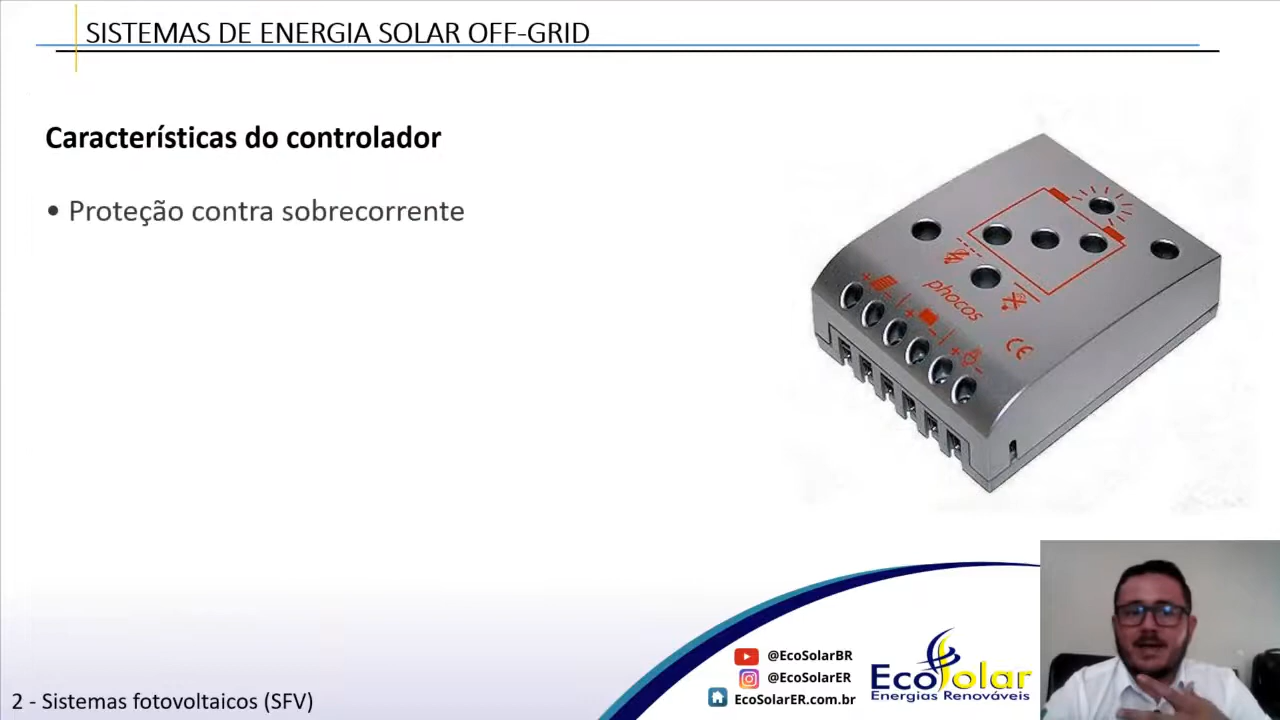 SISTEMAS DE ENERGIA SOLAR OFF-GRID
Características do controlador
• Proteção contra sobrecorrente
phocos
CE
@EcoSolarBR
@EcoSolarER
EcoSolarER.com.br
EcoSolar
Energias Renováveis
2 - Sistemas fotovoltaicos (SFV)